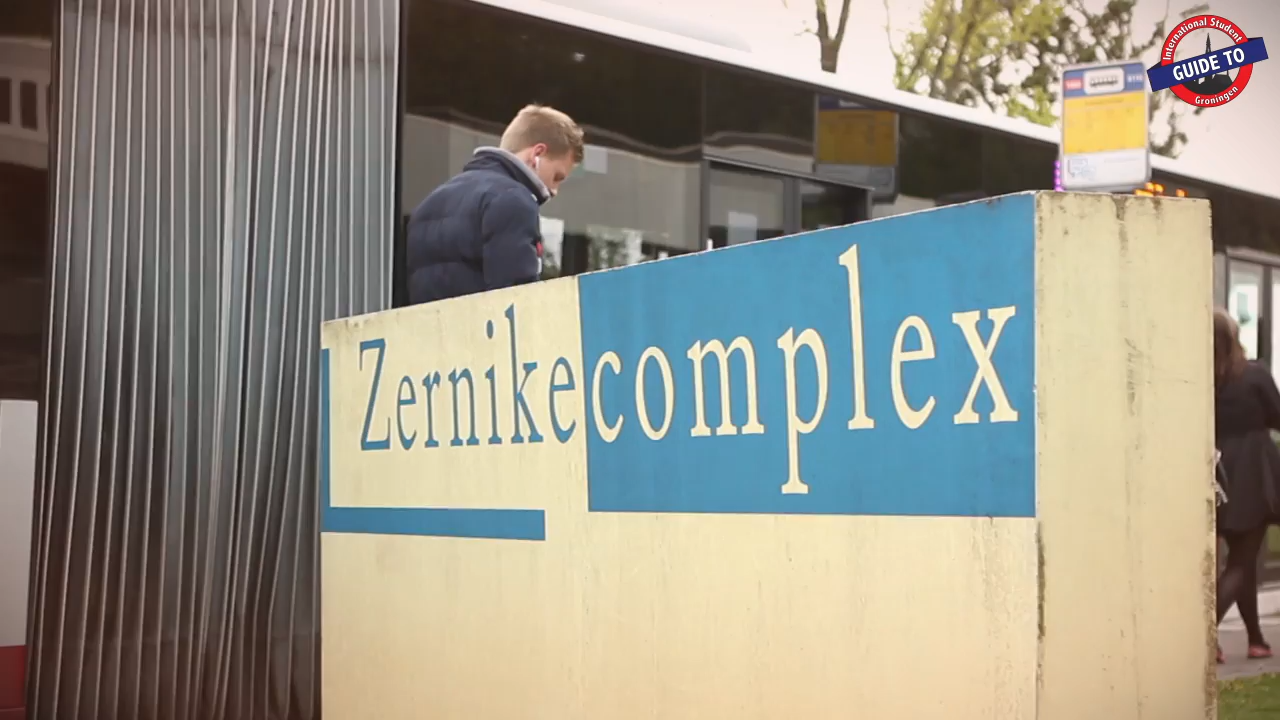 International Student
GUIDE TO
Groningen
Zernikecomplex